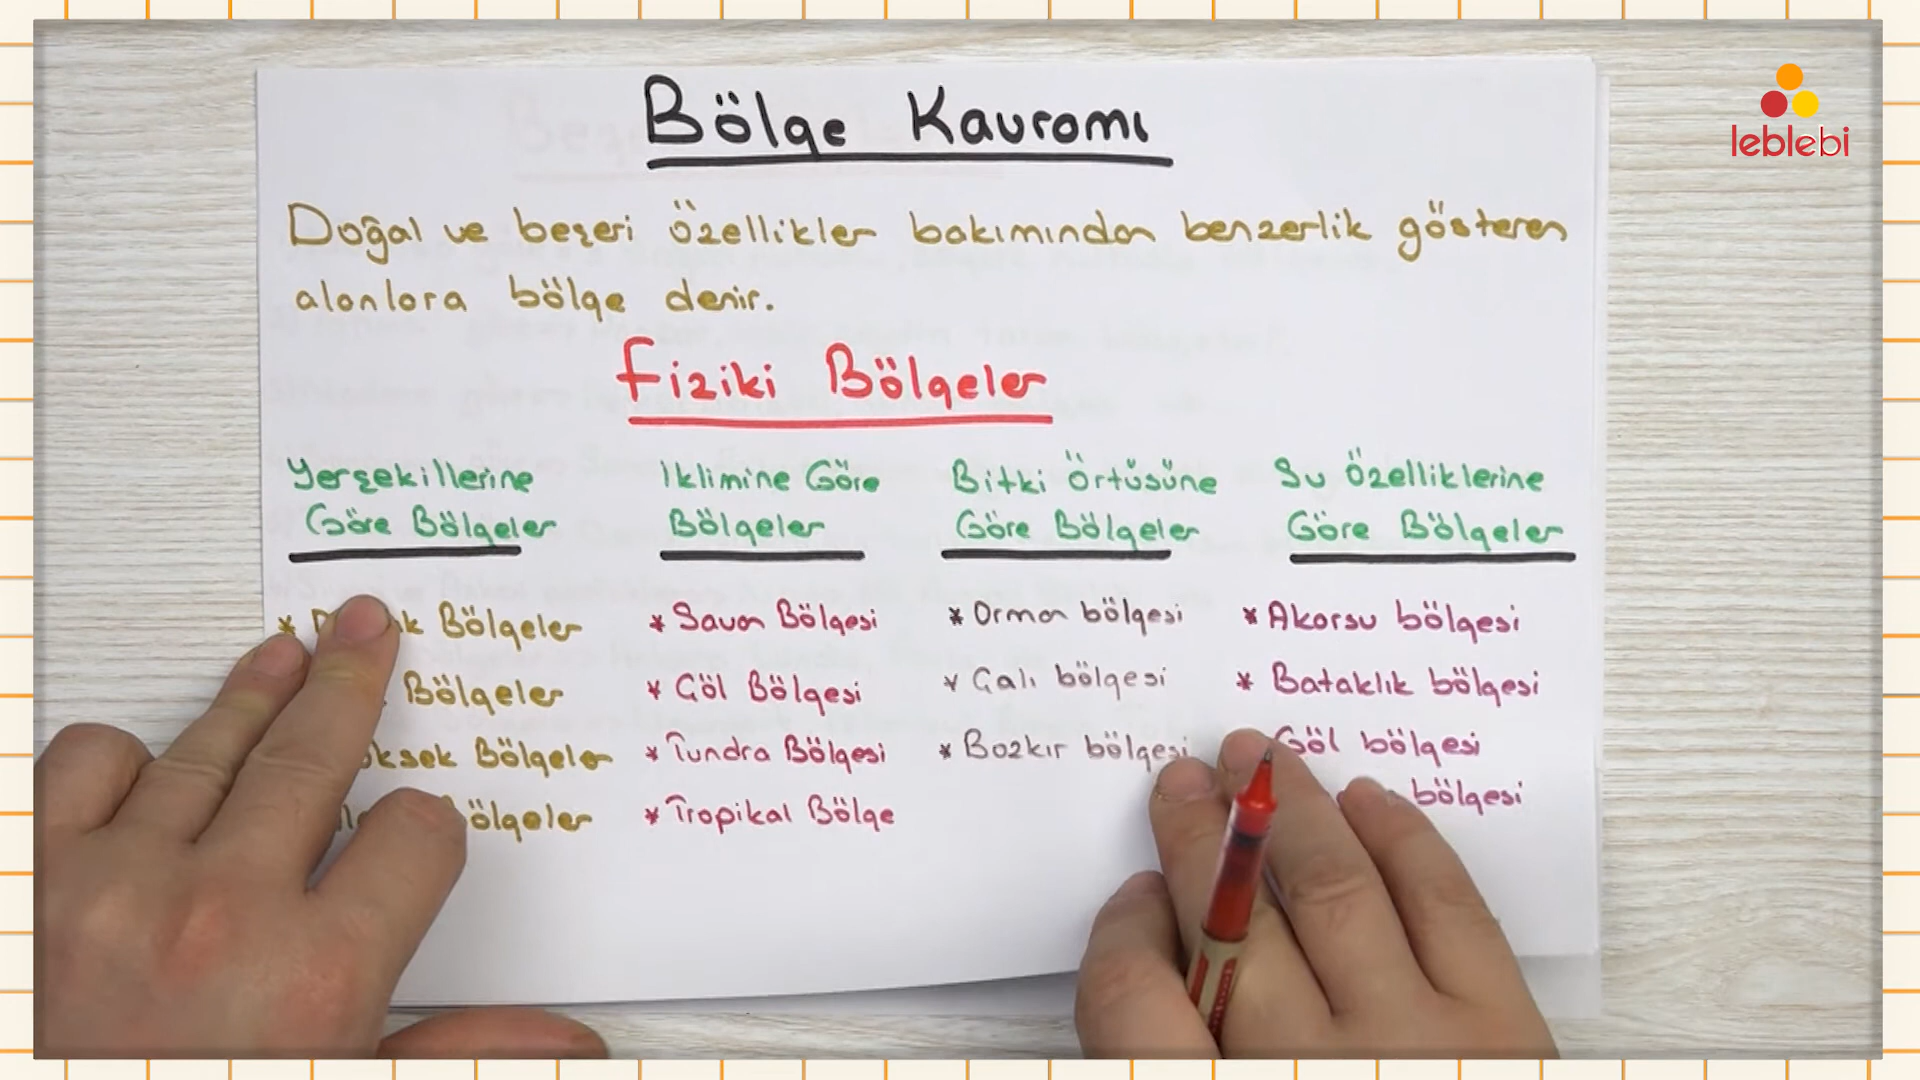 Bölge Kavramı
leblebi
Doğal ve beşeri özellikler bakımından benzerlik gösteren
alanlara bölge denir.
Fiziki Bölgeler
Yerşekillerine
Göre Bölgeler
* Bölgeler
Bölgeler
Bölgeler
Bölgeler
Iklimine Göre
Bölgeler
* Savan Bölgesi
* Göl Bölgesi
* Tundra Bölgesi
* Tropikal Bölge
Bitki Örtüsüne
Göre Bölgeler
* Orman bölgesi
* Çalı bölgesi
* Bozkır bölgesi
Su Özelliklerine
Göre Bölgeler
* Akarsu bölgesi
* Bataklık bölgesi
Göl bölgesi
bölgesi